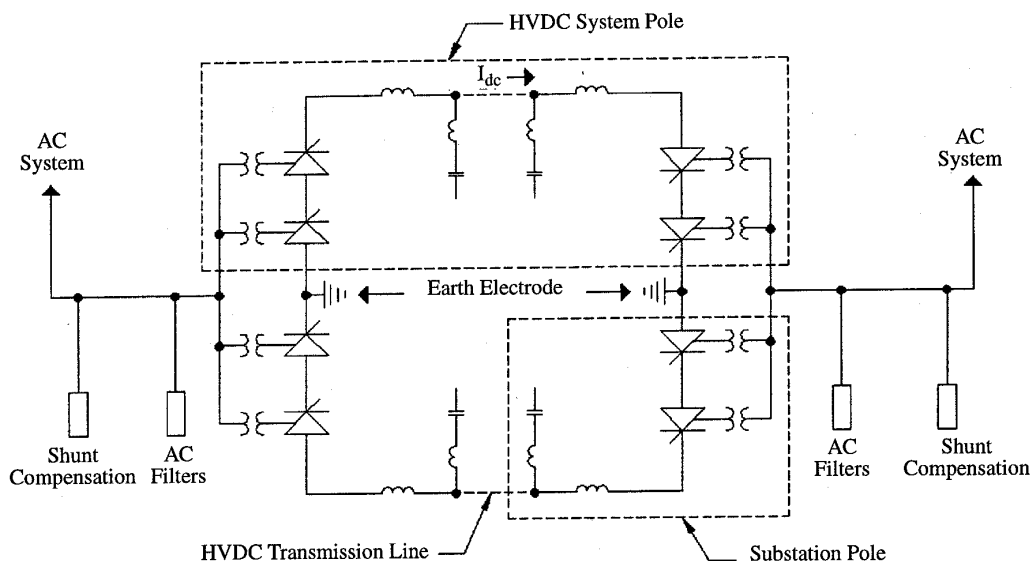 HVDC System Pole
Idc
AC
System
AC
System
Earth Electrode
Shunt
Compensation
AC
Filters
AC
Filters
Shunt
Compensation
HVDC Transmission Line
Substation Pole